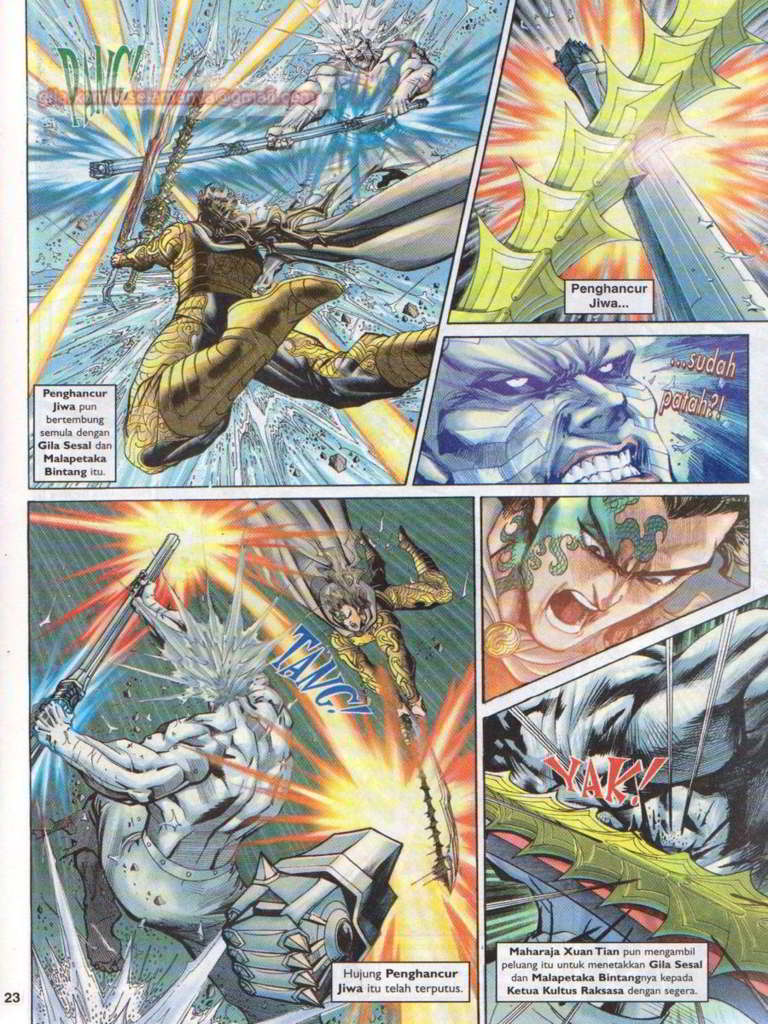 PANG!
Penghancur
Jiwa...
...sudah
patah?!
Penghancur
Jiwa pun
bertembung
semula dengan
Gila Sesal dan
Malapetaka
Bintang itu.
TANG!
YAK!
Hujung Penghancur
Jiwa itu telah terputus.
Maharaja Xuan Tian pun mengambil
peluang itu untuk menetakkan Gila Sesal
dan Malapetaka Bintangnya kepada
Ketua Kultus Raksasa dengan segera.
23